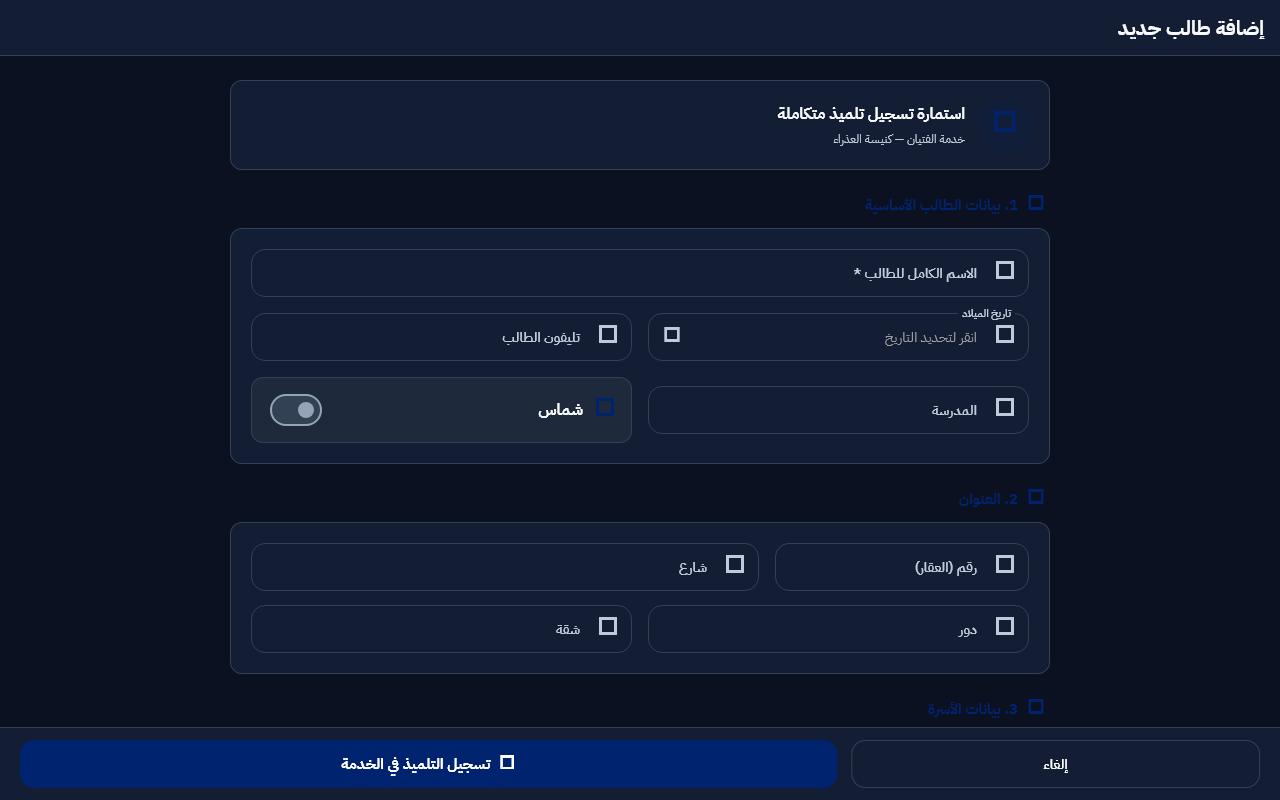 إضافة طالب جديد
استمارة تسجيل تلميذ متكاملة
خدمة الفتيان — كنيسة العذراء
1. بيانات الطالب الأساسية
الاسم الكامل للطالب *
تاريخ الميلاد
انقر لتحديد التاريخ
تليفون الطالب
المدرسة
شماس
2. العنوان
رقم (العقار)
شارع
دور
شقة
3. بيانات الأسرة
إلغاء
تسجيل التلميذ في الخدمة